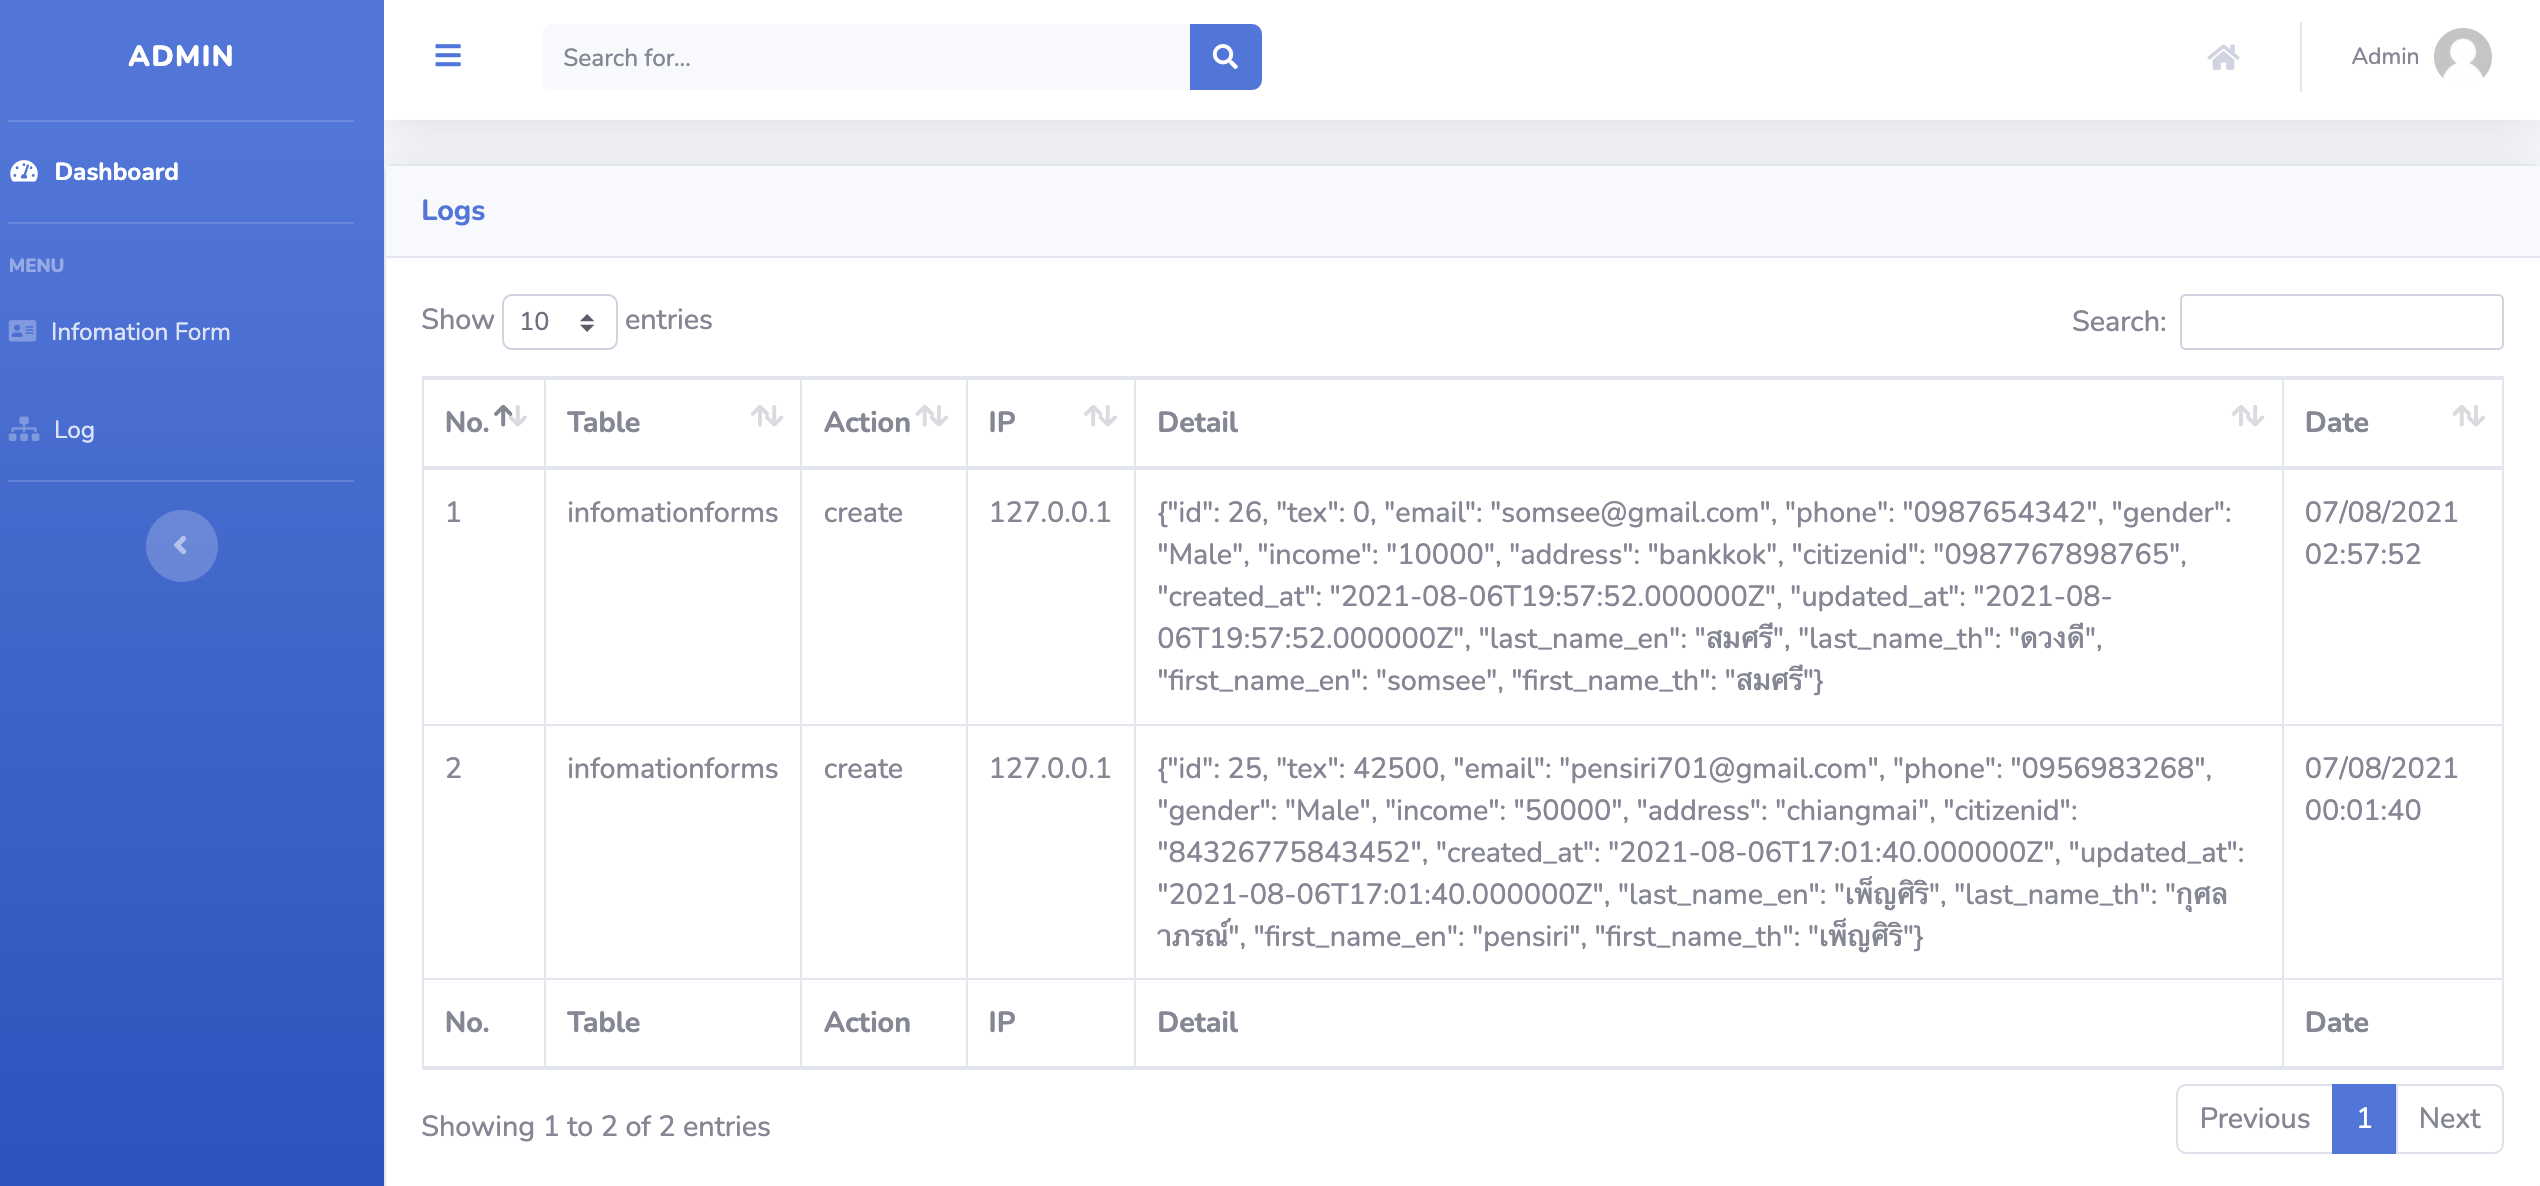 ADMIN
Search for...
Admin
Dashboard
Logs
MENU
Show 10 entries
Search:
Infomation Form
No. Table Action IP Detail Date
Log
1 infomationforms create 127.0.0.1 {"id": 26, "tex": 0, "email": "somsee@gmail.com", "phone": "0987654342", "gender": 07/08/2021
"Male", "income": "10000", "address": "bankkok", "citizenid": "0987767898765", 02:57:52
"created_at": "2021-08-06T19:57:52.000000Z", "updated_at": "2021-08-
06T19:57:52.000000Z", "last_name_en": "สมศรี", "last_name_th": "ดวงดี",
"first_name_en": "somsee", "first_name_th": "สมศรี"}
2 infomationforms create 127.0.0.1 {"id": 25, "tex": 42500, "email": "pensiri701@gmail.com", "phone": "0956983268", 07/08/2021
"gender": "Male", "income": "50000", "address": "chiangmai", "citizenid": 00:01:40
"84326775843452", "created_at": "2021-08-06T17:01:40.000000Z", "updated_at":
"2021-08-06T17:01:40.000000Z", "last_name_en": "เพ็ญศิริ", "last_name_th": "กุศล
าภรณ์", "first_name_en": "pensiri", "first_name_th": "เพ็ญศิริ"}
No. Table Action IP Detail Date
Showing 1 to 2 of 2 entries
Previous 1 Next